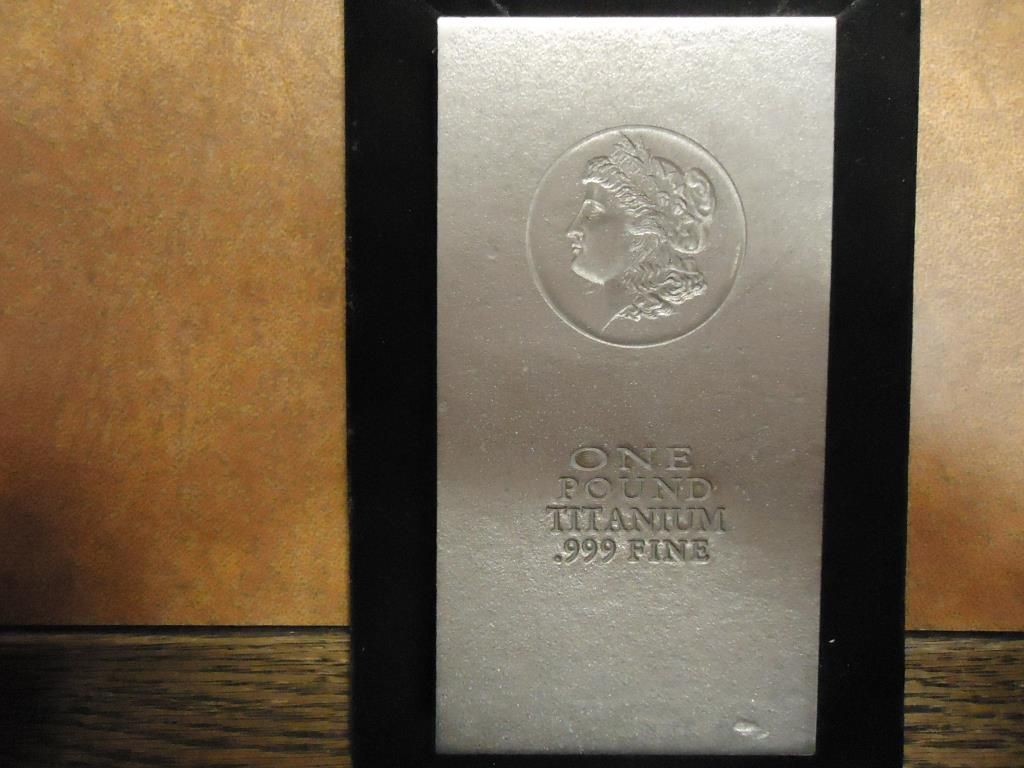 ONE
POUND
TITANIUM
.999 FINE